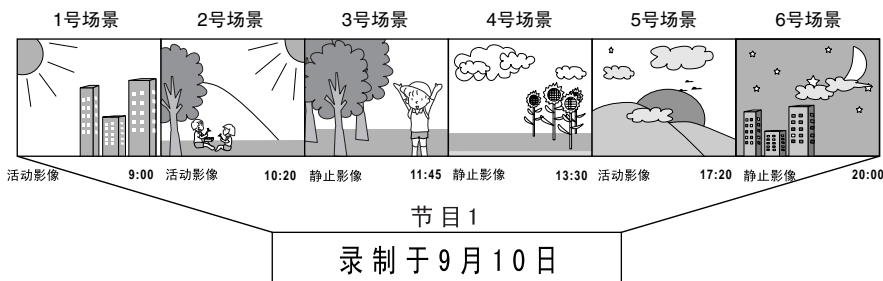 1号场景 2号场景 3号场景 4号场景 5号场景 6号场景
活动影像 9:00 活动影像 10:20 静止影像 11:45 静止影像 13:30 活动影像 17:20 静止影像 20:00
节目1
录制于9月10日